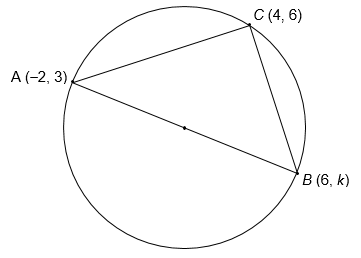 C (4, 6)
A (–2, 3)
B (6, k)